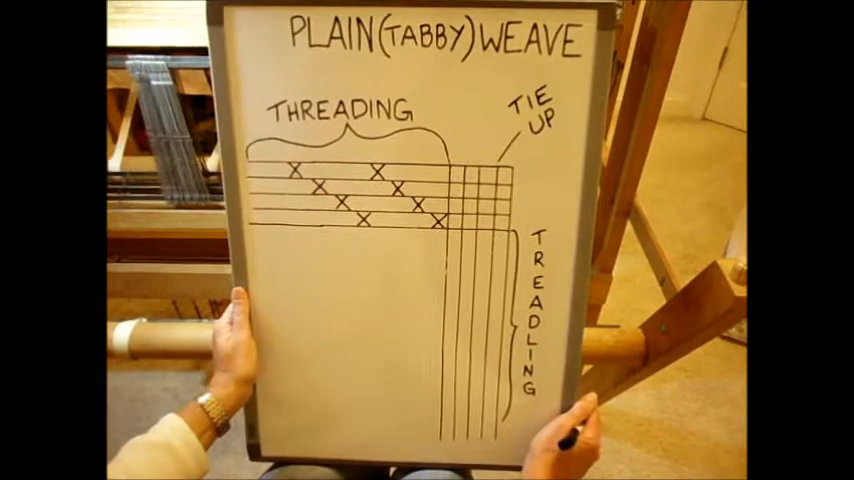 PLAIN (TABBY) WEAVE
THREADING
TIE
UP
X X
X X
X X
X X
TREADLING